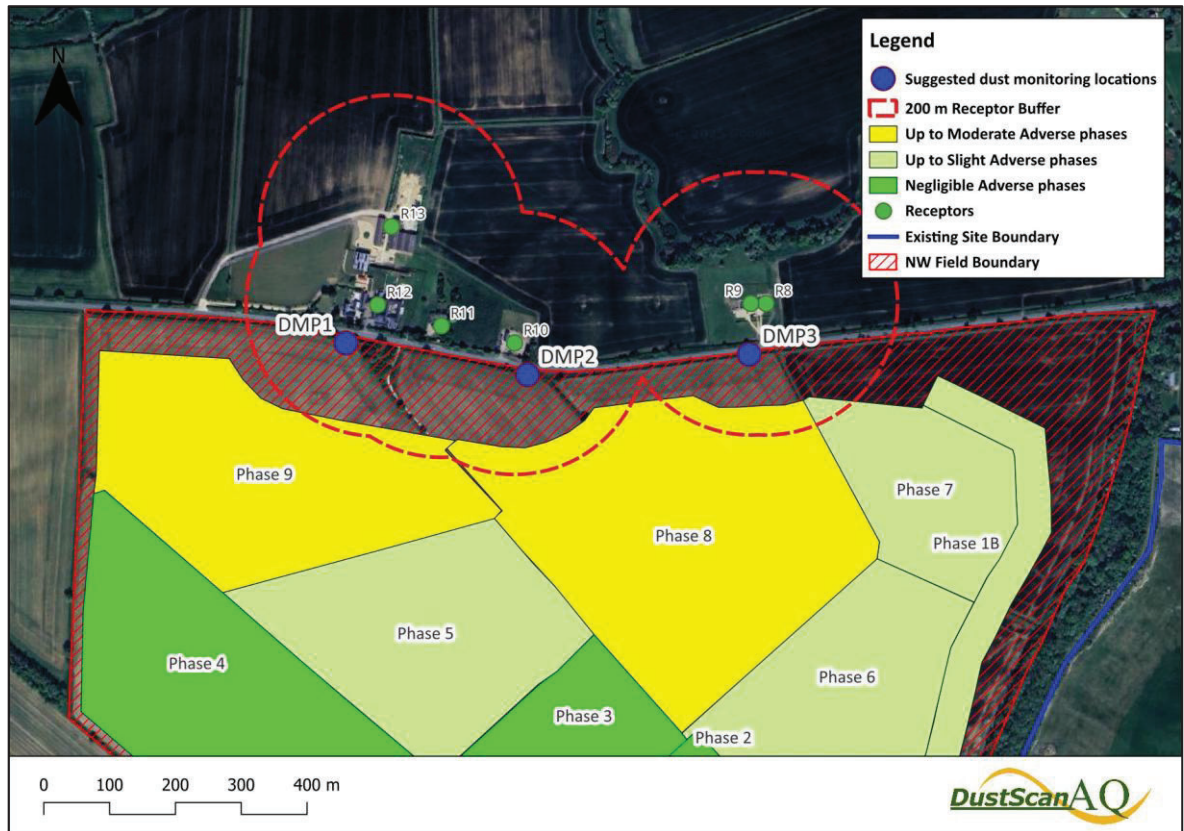 N
Legend
Suggested dust monitoring locations
200 m Receptor Buffer
Up to Moderate Adverse phases
Up to Slight Adverse phases
Negligible Adverse phases
Receptors
Existing Site Boundary
NW Field Boundary
R13
R12
R11
R10
R9
R8
DMP1
DMP2
DMP3
Phase 9
Phase 8
Phase 7
Phase 1B
Phase 5
Phase 4
Phase 6
Phase 3
Phase 2
0 100 200 300 400 m
DustScanAQ